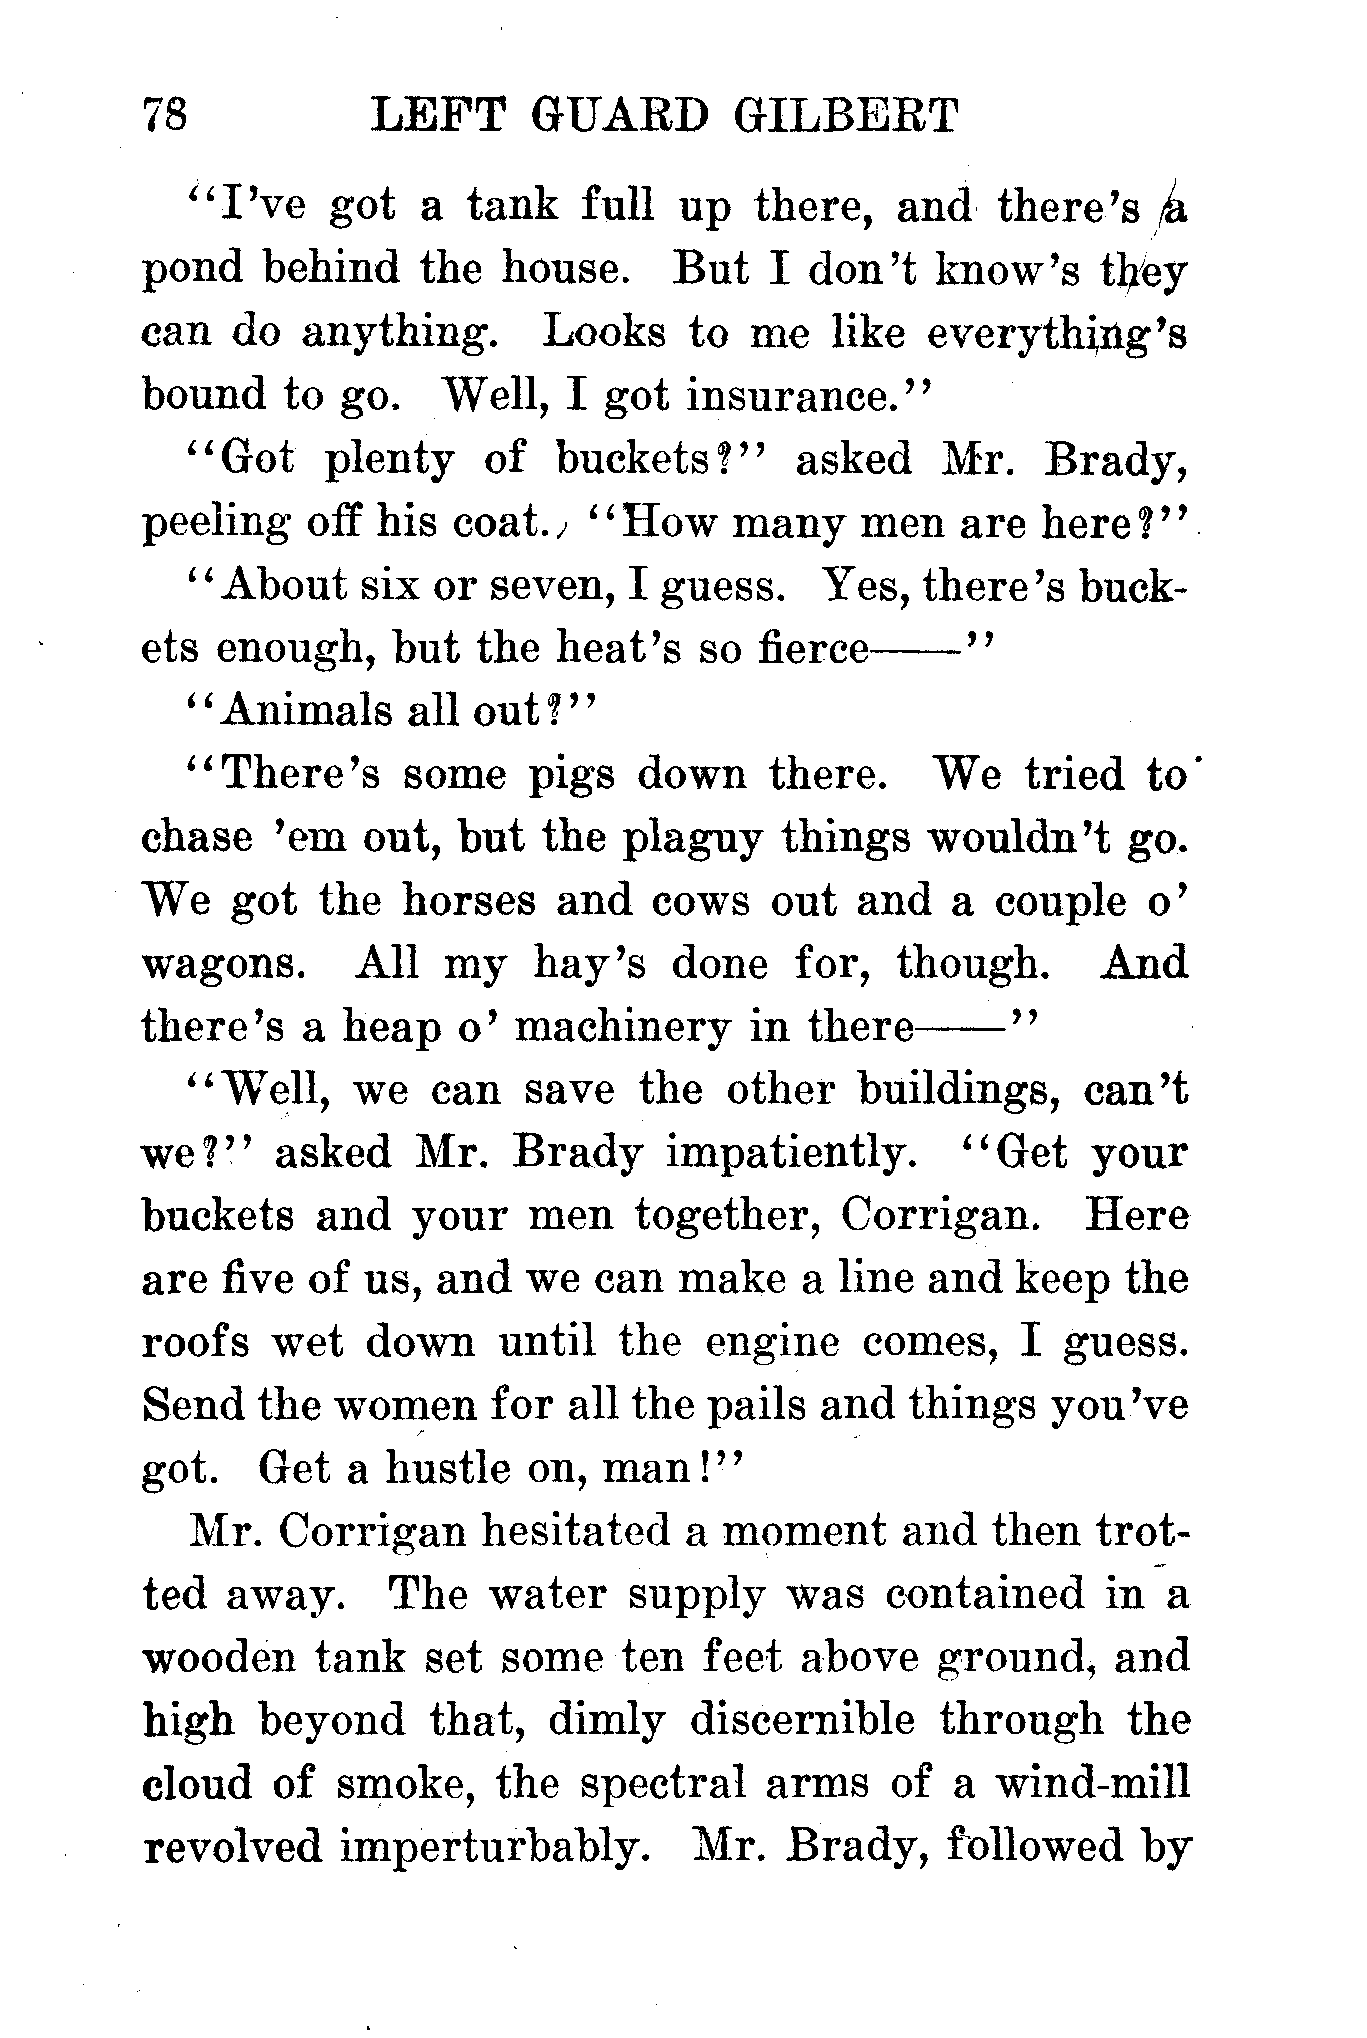 78 LEFT GUARD GILBERT
"I've got a tank full up there, and there's a
pond behind the house. But I don't know's they
can do anything. Looks to me like everything's
bound to go. Well, I got insurance."
"Got plenty of buckets?" asked Mr. Brady,
peeling off his coat. "How many men are here?"
"About six or seven, I guess. Yes, there's buck-
ets enough, but the heat's so fierce——"
"Animals all out?"
"There's some pigs down there. We tried to
chase 'em out, but the plaguy things wouldn't go.
We got the horses and cows out and a couple o'
wagons. All my hay's done for, though. And
there's a heap o' machinery in there——"
"Well, we can save the other buildings, can't
we?" asked Mr. Brady impatiently. "Get your
buckets and your men together, Corrigan. Here
are five of us, and we can make a line and keep the
roofs wet down until the engine comes, I guess.
Send the women for all the pails and things you've
got. Get a hustle on, man!"
Mr. Corrigan hesitated a moment and then trot-
ted away. The water supply was contained in a
wooden tank set some ten feet above ground, and
high beyond that, dimly discernible through the
cloud of smoke, the spectral arms of a wind-mill
revolved imperturbably. Mr. Brady, followed by